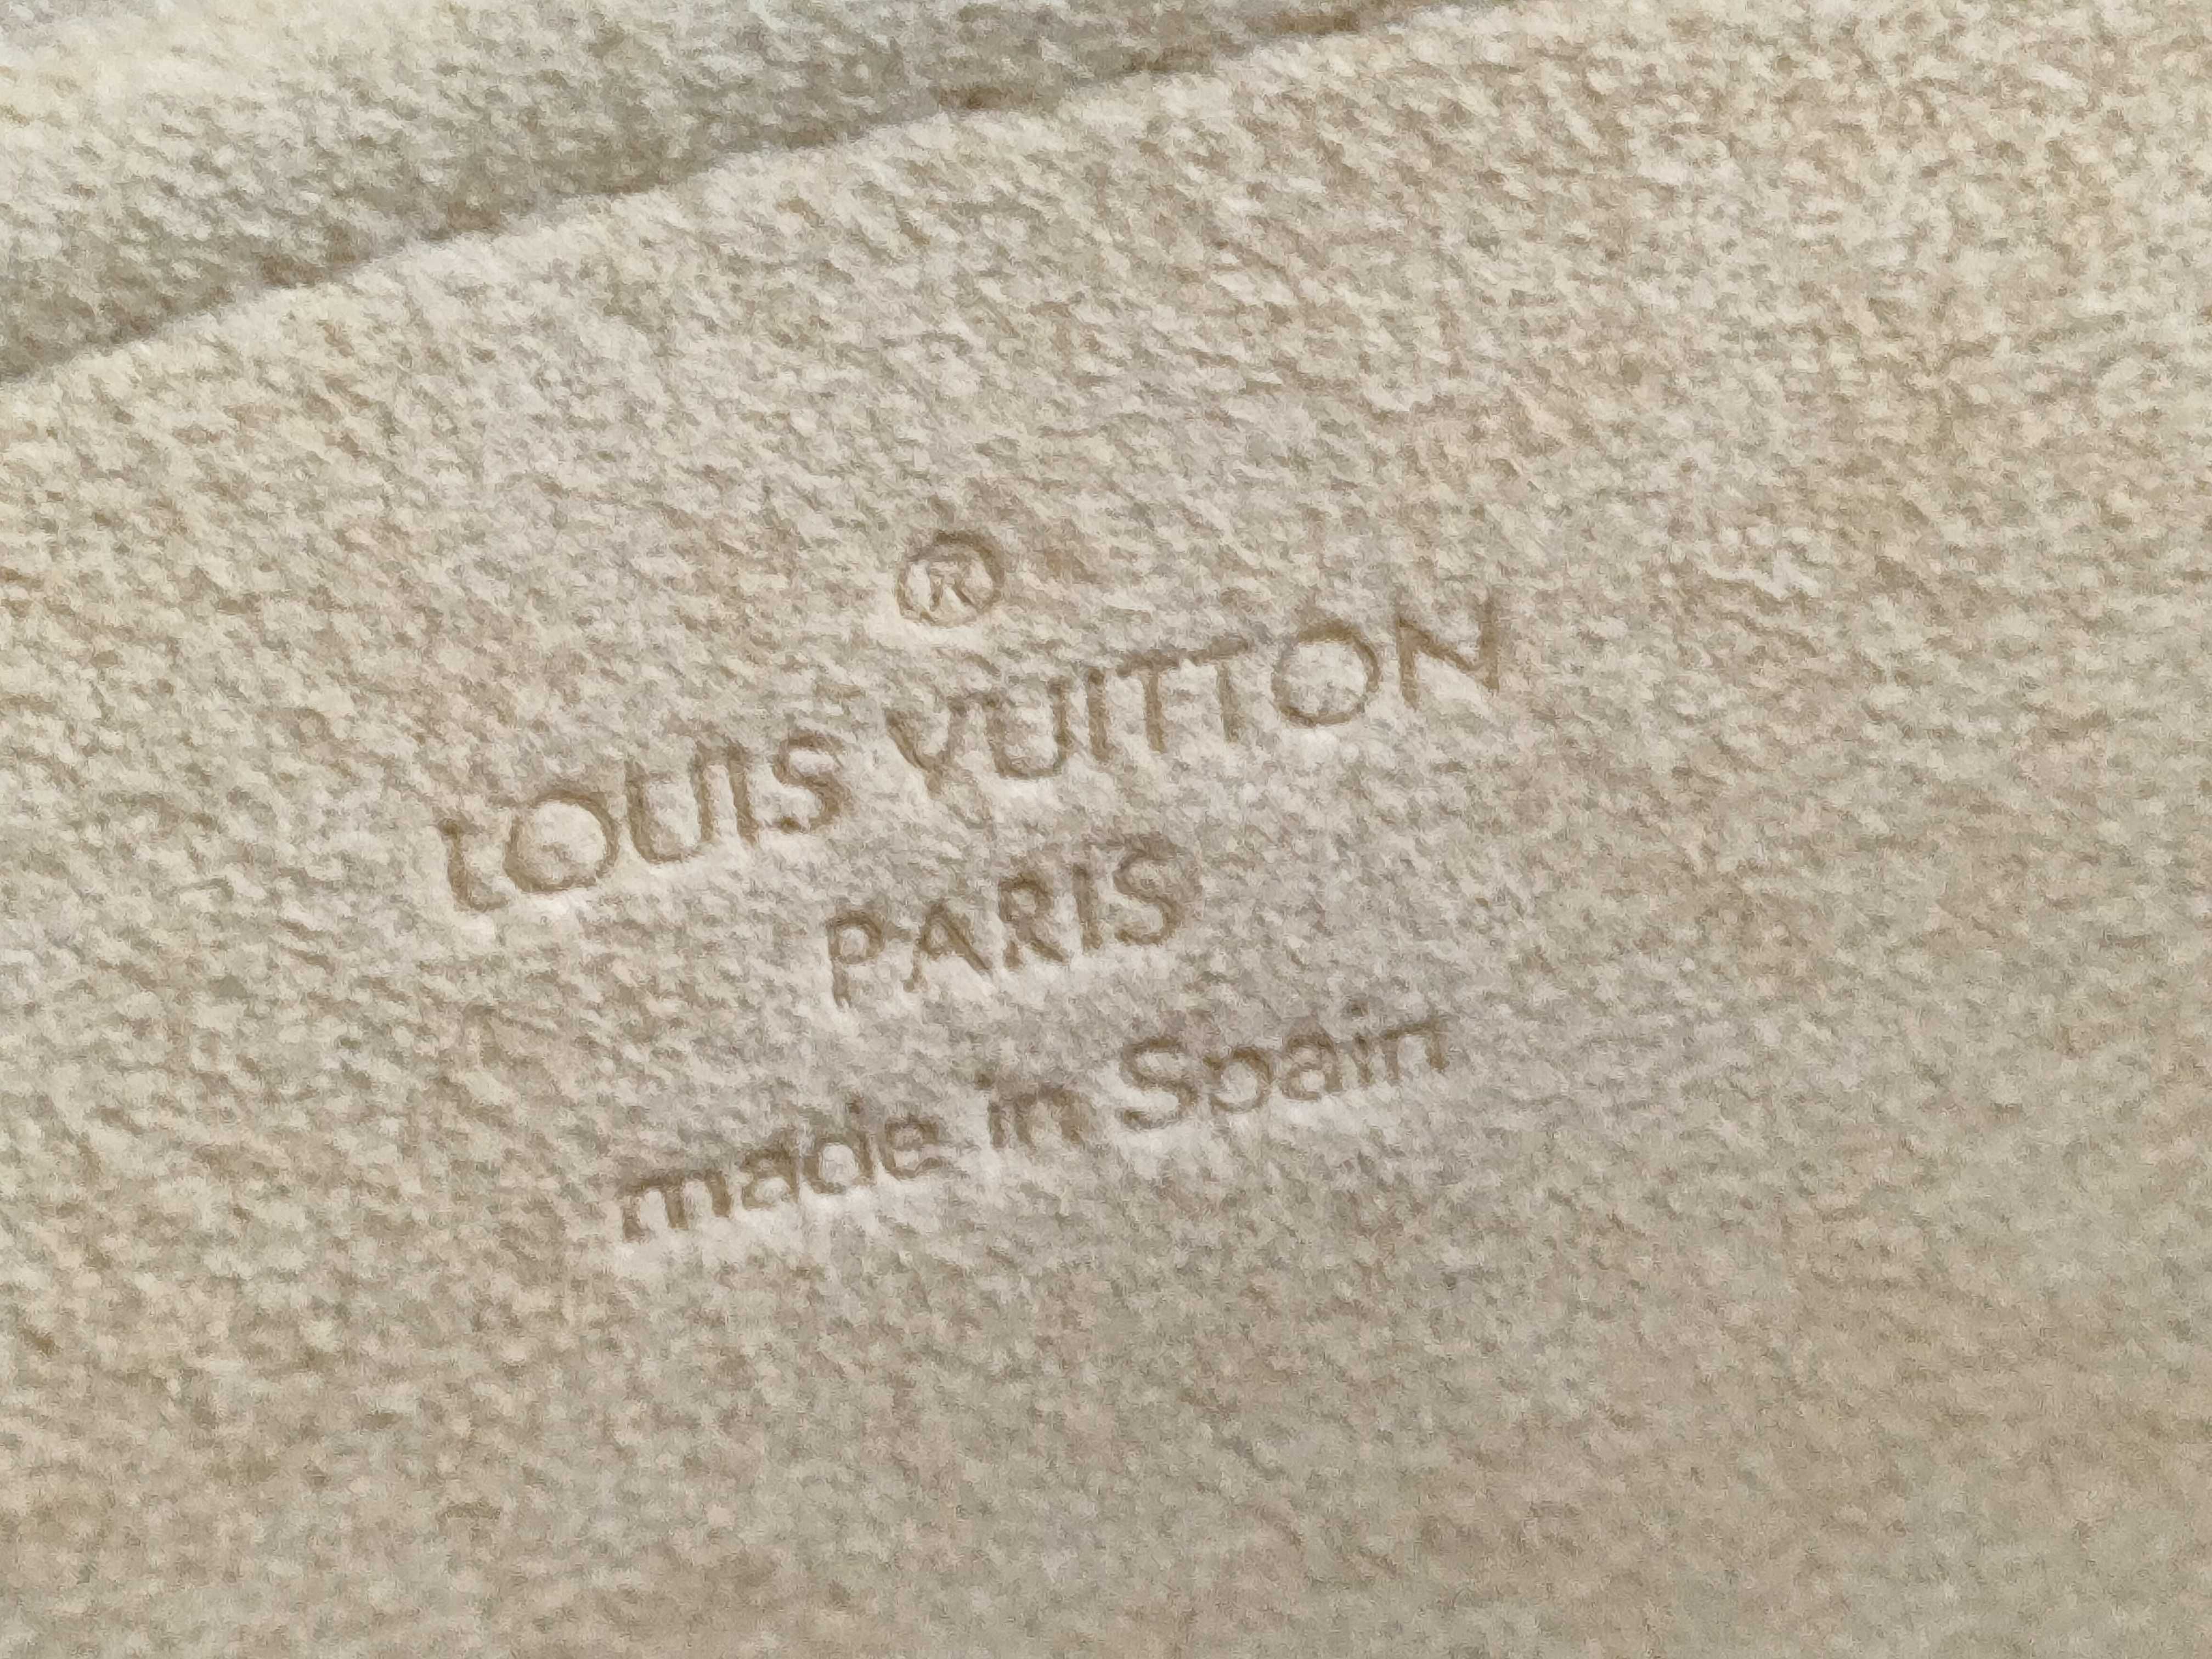 ®
LOUIS VUITTON
PARIS
made in Spain